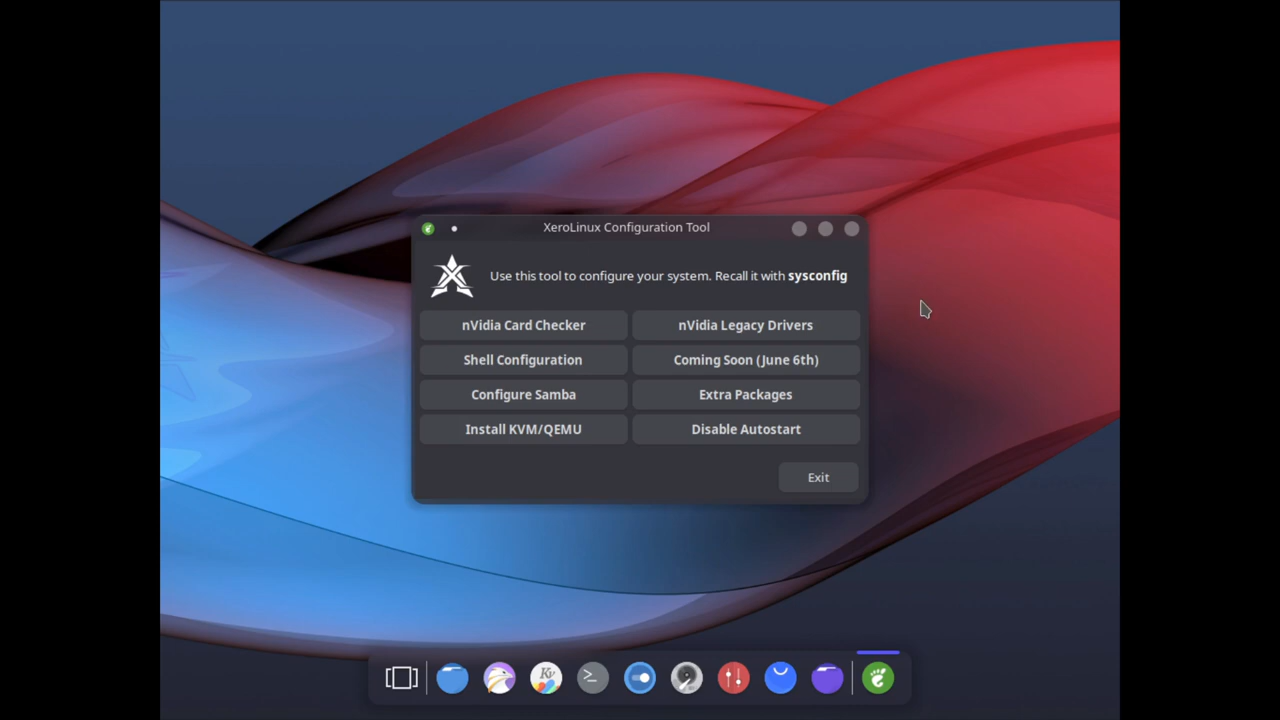 XeroLinux Configuration Tool
Use this tool to configure your system. Recall it with sysconfig
nVidia Card Checker
nVidia Legacy Drivers
Shell Configuration
Coming Soon (June 6th)
Configure Samba
Extra Packages
Install KVM/QEMU
Disable Autostart
Exit
Kv